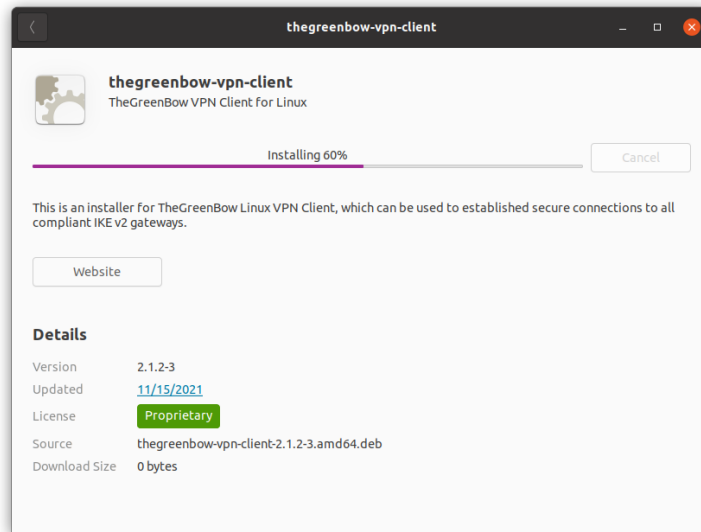 thegreenbow-vpn-client
thegreenbow-vpn-client
TheGreenBow VPN Client for Linux
Installing 60%
Cancel
This is an installer for TheGreenBow Linux VPN Client, which can be used to established secure connections to all
compliant IKE v2 gateways.
Website
Details
Version 2.1.2-3
Updated 11/15/2021
License Proprietary
Source thegreenbow-vpn-client-2.1.2-3.amd64.deb
Download Size 0 bytes